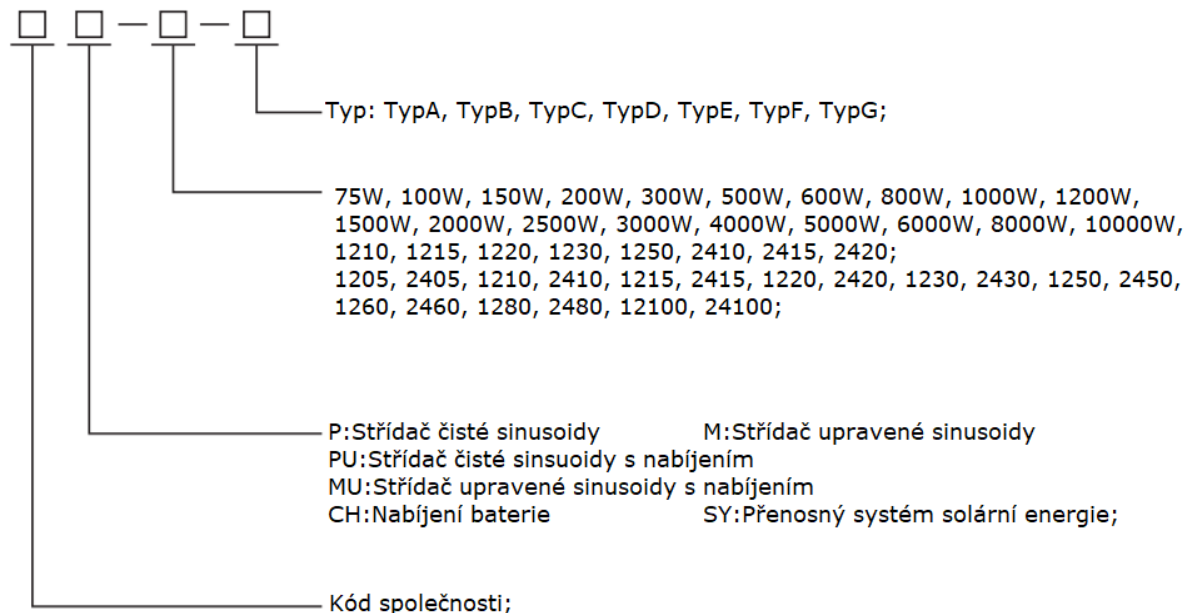 Typ: TypA, TypB, TypC, TypD, TypE, TypF, TypG;
75W, 100W, 150W, 200W, 300W, 500W, 600W, 800W, 1000W, 1200W,
1500W, 2000W, 2500W, 3000W, 4000W, 5000W, 6000W, 8000W, 10000W,
1210, 1215, 1220, 1230, 1250, 2410, 2415, 2420;
1205, 2405, 1210, 2410, 1215, 2415, 1220, 2420, 1230, 2430, 1250, 2450,
1260, 2460, 1280, 2480, 12100, 24100;
P:Střídač čisté sinusoidy M:Střídač upravené sinusoidy
PU:Střídač čisté sinsuoidy s nabíjením
MU:Střídač upravené sinusoidy s nabíjením
CH:Nabíjení baterie SY:Přenosný systém solární energie;
Kód společnosti;